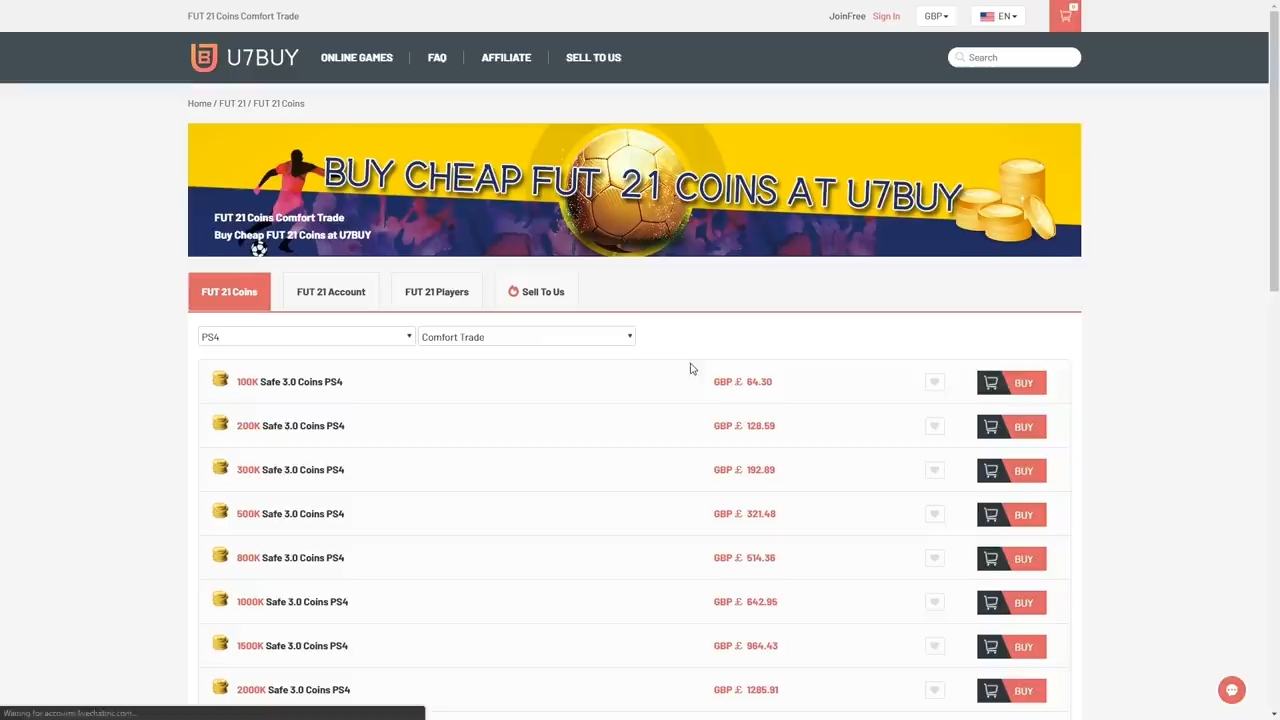 FUT 21 Coins Comfort Trade
JoinFree Sign In GBP EN 0
U7BUY ONLINE GAMES FAQ AFFILIATE SELL TO US Search
Home / FUT 21 / FUT 21 Coins
BUY CHEAP FUT 21 COINS AT U7BUY
FUT 21 Coins Comfort Trade
Buy Cheap FUT 21 Coins at U7BUY
FUT 21 Coins FUT 21 Account FUT 21 Players Sell To Us
PS4 Comfort Trade
100K Safe 3.0 Coins PS4 GBP £ 64.30 BUY
200K Safe 3.0 Coins PS4 GBP £ 128.59 BUY
300K Safe 3.0 Coins PS4 GBP £ 192.89 BUY
500K Safe 3.0 Coins PS4 GBP £ 321.48 BUY
800K Safe 3.0 Coins PS4 GBP £ 514.36 BUY
1000K Safe 3.0 Coins PS4 GBP £ 642.95 BUY
1500K Safe 3.0 Coins PS4 GBP £ 964.43 BUY
2000K Safe 3.0 Coins PS4 GBP £ 1285.91 BUY
Waiting for